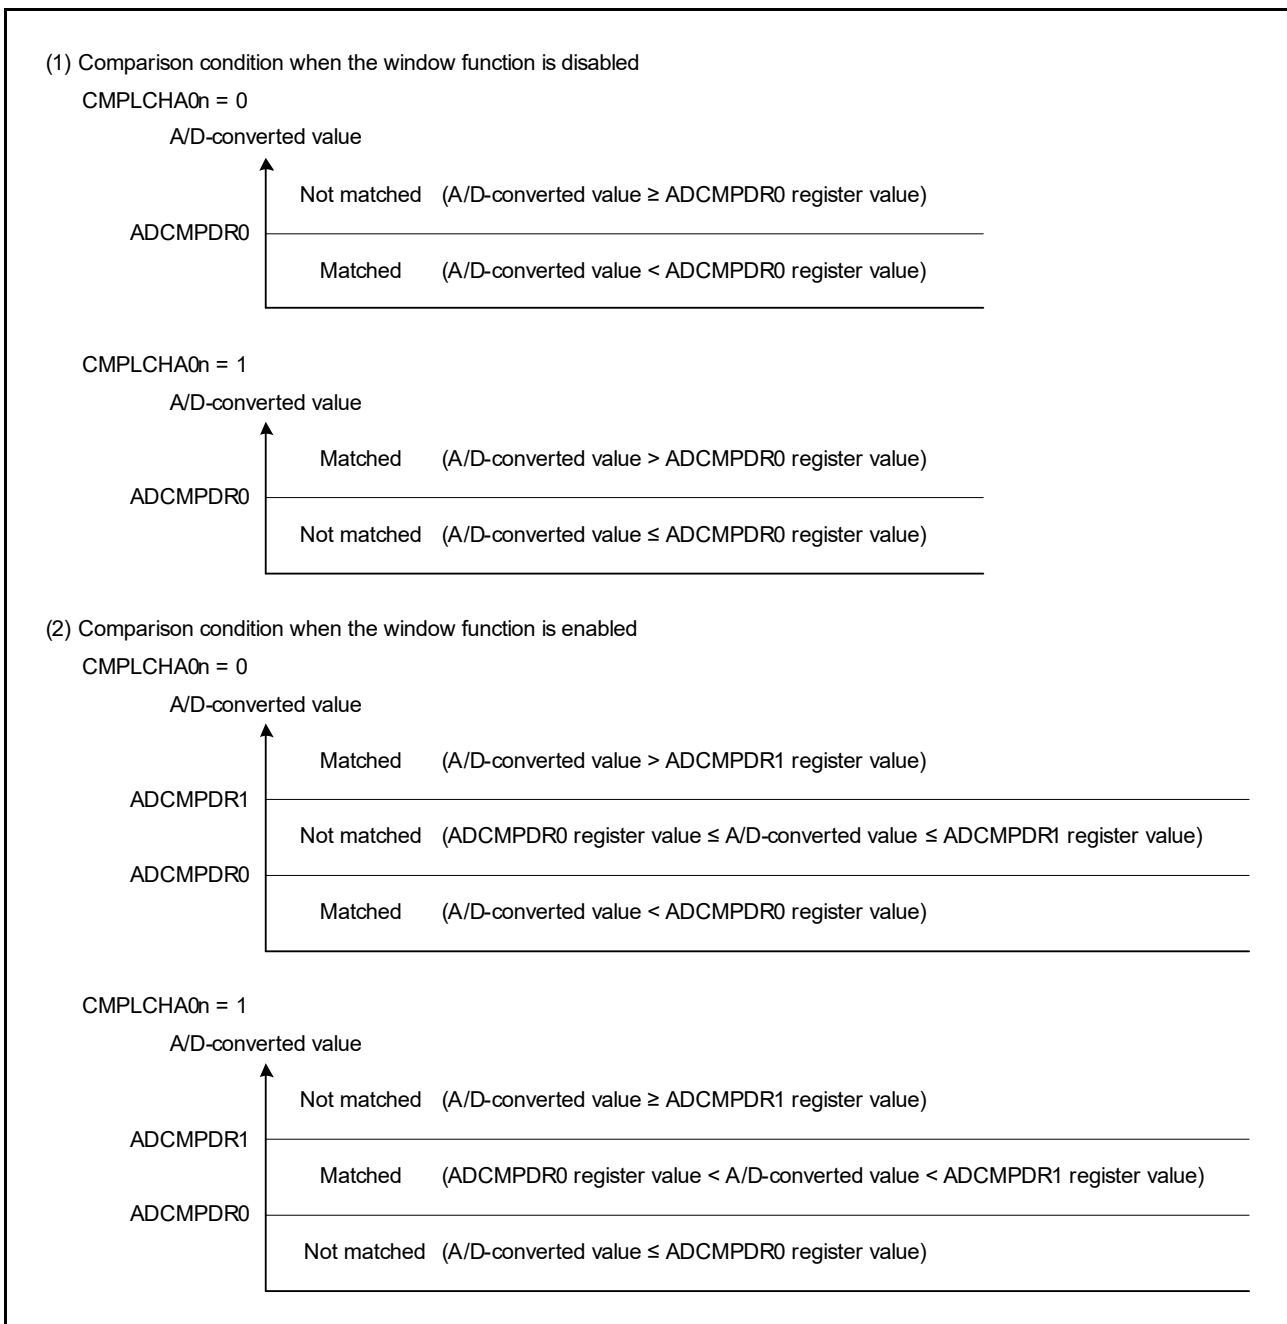 (1) Comparison condition when the window function is disabled
CMPLCHA0n = 0
A/D-converted value
Not matched (A/D-converted value ≥ ADCMPDR0 register value)
ADCMPDR0
Matched (A/D-converted value < ADCMPDR0 register value)
CMPLCHA0n = 1
A/D-converted value
Matched (A/D-converted value > ADCMPDR0 register value)
ADCMPDR0
Not matched (A/D-converted value ≤ ADCMPDR0 register value)
(2) Comparison condition when the window function is enabled
CMPLCHA0n = 0
A/D-converted value
Matched (A/D-converted value > ADCMPDR1 register value)
ADCMPDR1
Not matched (ADCMPDR0 register value ≤ A/D-converted value ≤ ADCMPDR1 register value)
ADCMPDR0
Matched (A/D-converted value < ADCMPDR0 register value)
CMPLCHA0n = 1
A/D-converted value
Not matched (A/D-converted value ≥ ADCMPDR1 register value)
ADCMPDR1
Matched (ADCMPDR0 register value < A/D-converted value < ADCMPDR1 register value)
ADCMPDR0
Not matched (A/D-converted value ≤ ADCMPDR0 register value)